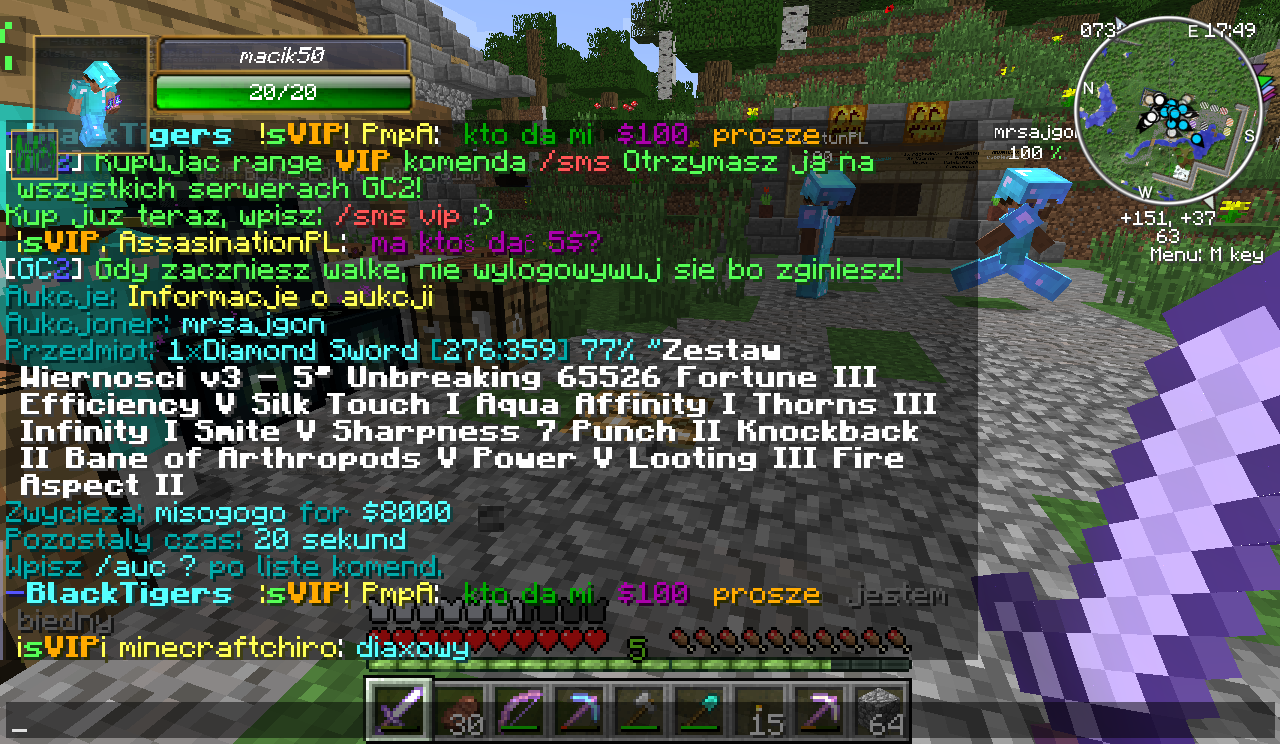 macik50
20/20
073
E 17:49
N
S
W
mrsajgo
100 %
+151, +37
63
Menu: M key
-BlackTigers !sVIP! PmpA: kto da mi $100, prosze
[GC2] Kupujac range VIP komenda /sms Otrzymasz ja na
wszystkich serwerach GC2!
Kup juz teraz, wpisz: /sms vip :D
!sVIP, AssasinationPL: ma ktoś dać 5$?
[GC2] Gdy zaczniesz walke, nie wylogowywuj sie bo zginiesz!
Aukcje: Informacje o aukcji
Aukcjoner: mrsajgon
Przedmiot: 1xDiamond Sword [276:359] 77% "Zestaw
Wiernosci v3 - 5" Unbreaking 65526 Fortune III
Efficiency V Silk Touch I Aqua Affinity I Thorns III
Infinity I Smite V Sharpness 7 Punch II Knockback
II Bane of Arthropods V Power V Looting III Fire
Aspect II
Zwycieza: misogogo for $8000
Pozostaly czas: 20 sekund
Wpisz /auc ? po liste komend.
-BlackTigers !sVIP! PmpA: kto da mi $100 prosze .jestem
biedny
isVIPi minecraftchiro: diaxowy
5
30
15
64
_